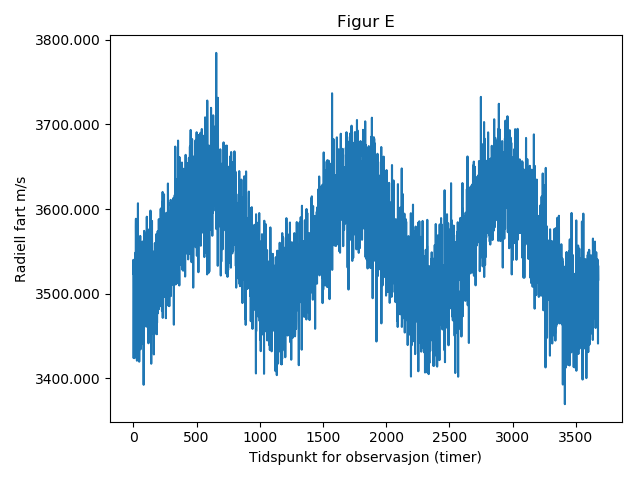 Figur E
3800.000
3700.000
3600.000
3500.000
3400.000
Radiell fart m/s
0 500 1000 1500 2000 2500 3000 3500
Tidspunkt for observasjon (timer)